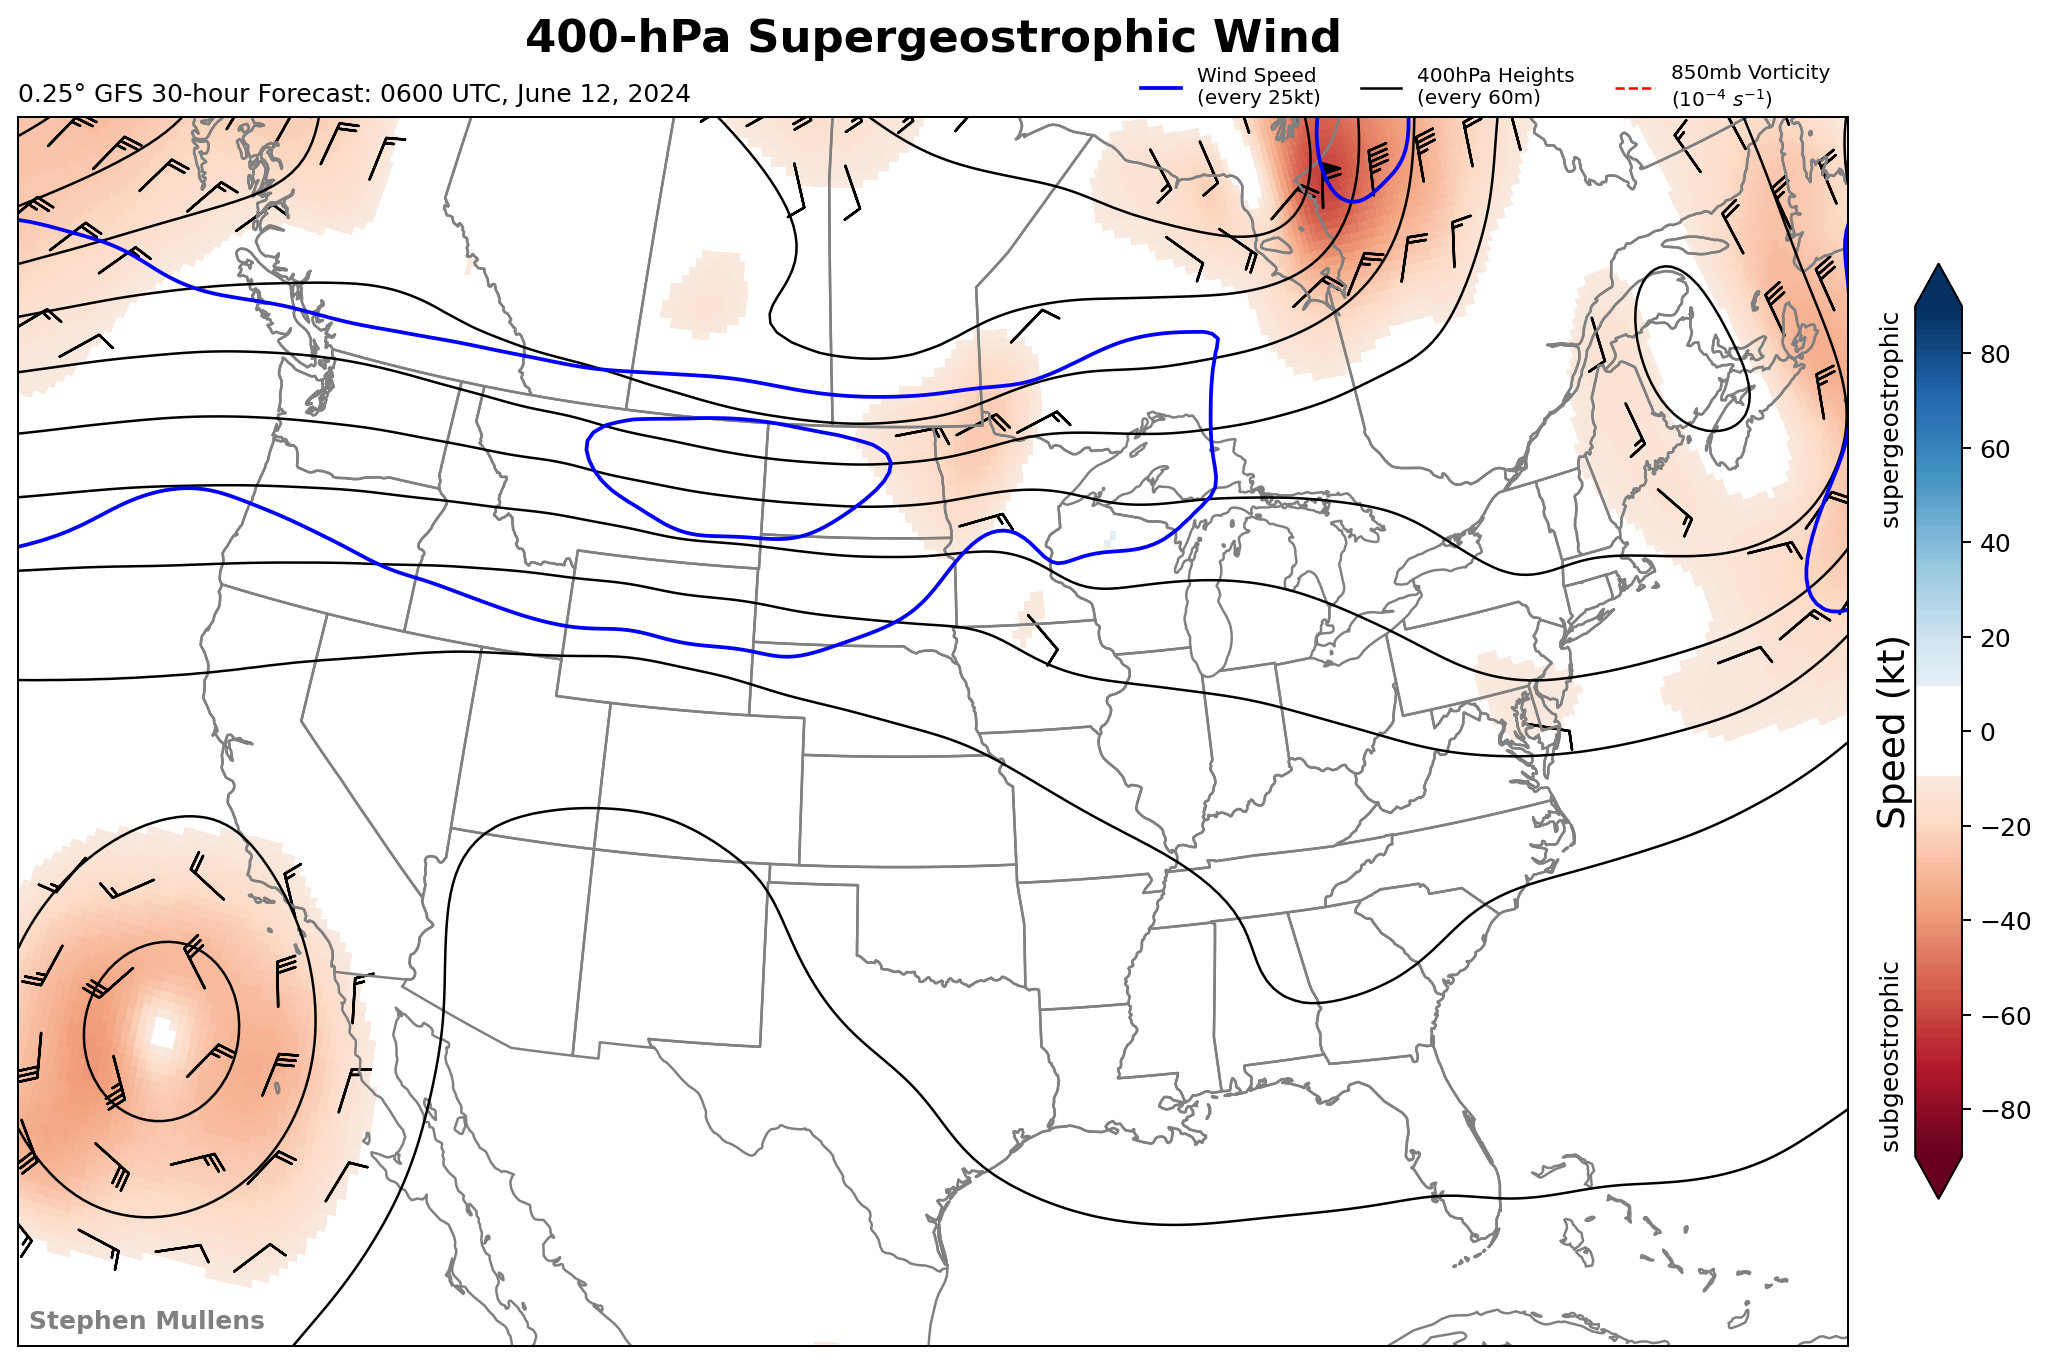 400-hPa Supergeostrophic Wind
0.25° GFS 30-hour Forecast: 0600 UTC, June 12, 2024
Wind Speed
(every 25kt)
400hPa Heights
(every 60m)
850mb Vorticity
(10⁻⁴ s⁻¹)
supergeostrophic
Speed (kt)
subgeostrophic
80
60
40
20
0
−20
−40
−60
−80
Stephen Mullens